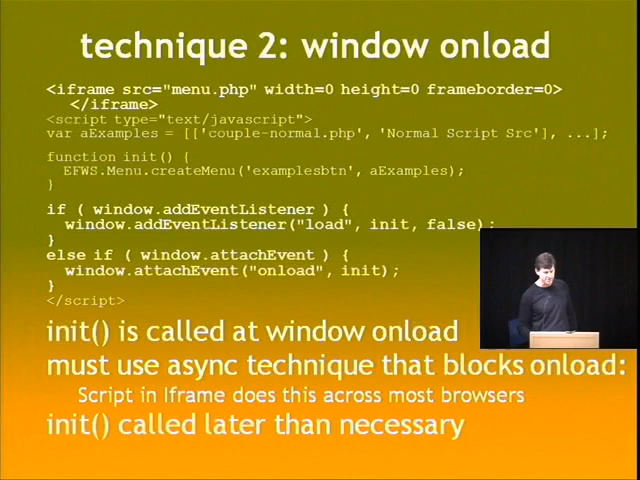 technique 2: window onload
<iframe src="menu.php" width=0 height=0 frameborder=0>
</iframe>
<script type="text/javascript">
var aExamples = [['couple-normal.php', 'Normal Script Src'], ...];
function init() {
EFWS.Menu.createMenu('examplesbtn', aExamples);
}
if ( window.addEventListener ) {
window.addEventListener("load", init, false);
}
else if ( window.attachEvent ) {
window.attachEvent("onload", init);
}
</script>
init() is called at window onload
must use async technique that blocks onload:
Script in Iframe does this across most browsers
init() called later than necessary